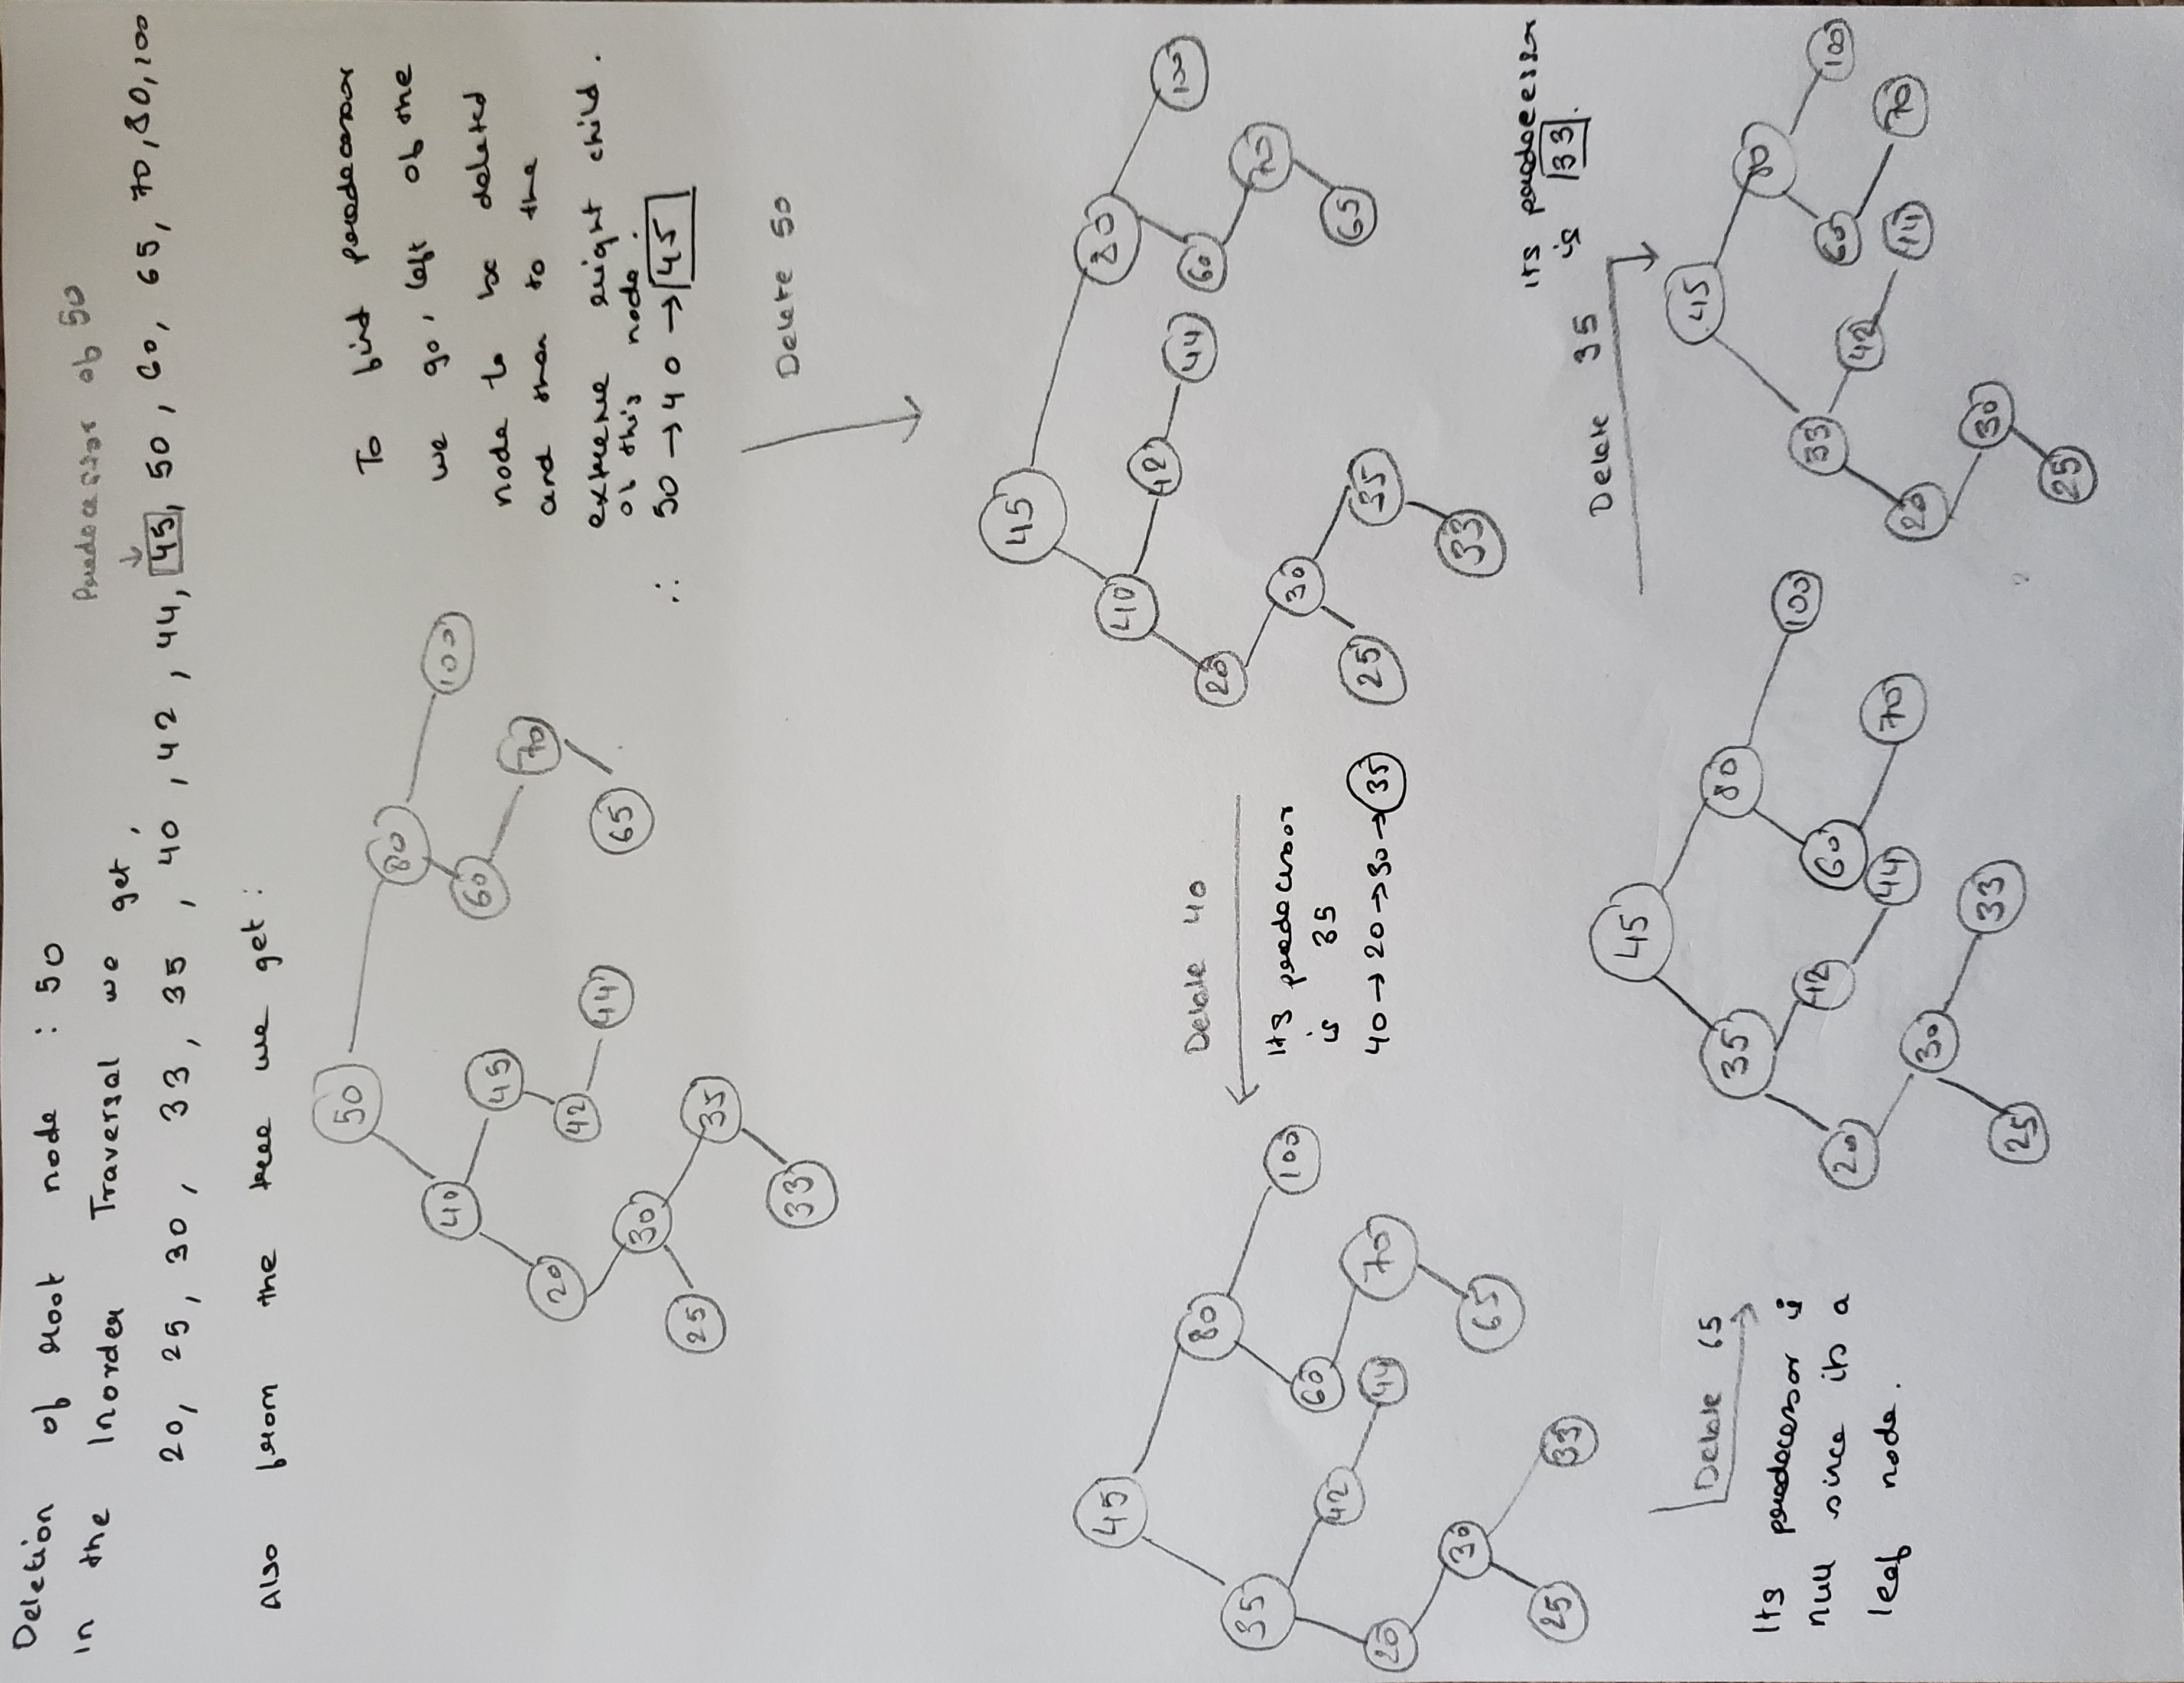 Deletion of root node : 50
in the Inorder Traversal we get,
Predecessor of 50
20, 25, 30, 33, 35, 40, 42, 44, 45, 50, 60, 65, 70, 80, 100
Also from the tree we get :
50
80
40
100
45
60
20
70
42
44
65
30
25
35
33
To find predecessor
we go, left of the
node to be deleted
and then to the
extreme right child.
of this node.
∴ 50 → 40 → 45
Delete 50
45
80
40
42
100
44
60
20
70
30
65
25
35
33
Delete 40
Its predecessor
is 35
40 → 20 → 30 → 35
45
80
35
100
60
42
44
70
20
30
65
25
33
Delete 65
Its predecessor is
null since its a
leaf node.
45
35
80
100
42
60
20
44
70
30
33
25
Its predecessor
is 33.
Delete 35
45
80
33
100
60
42
20
44
70
30
25